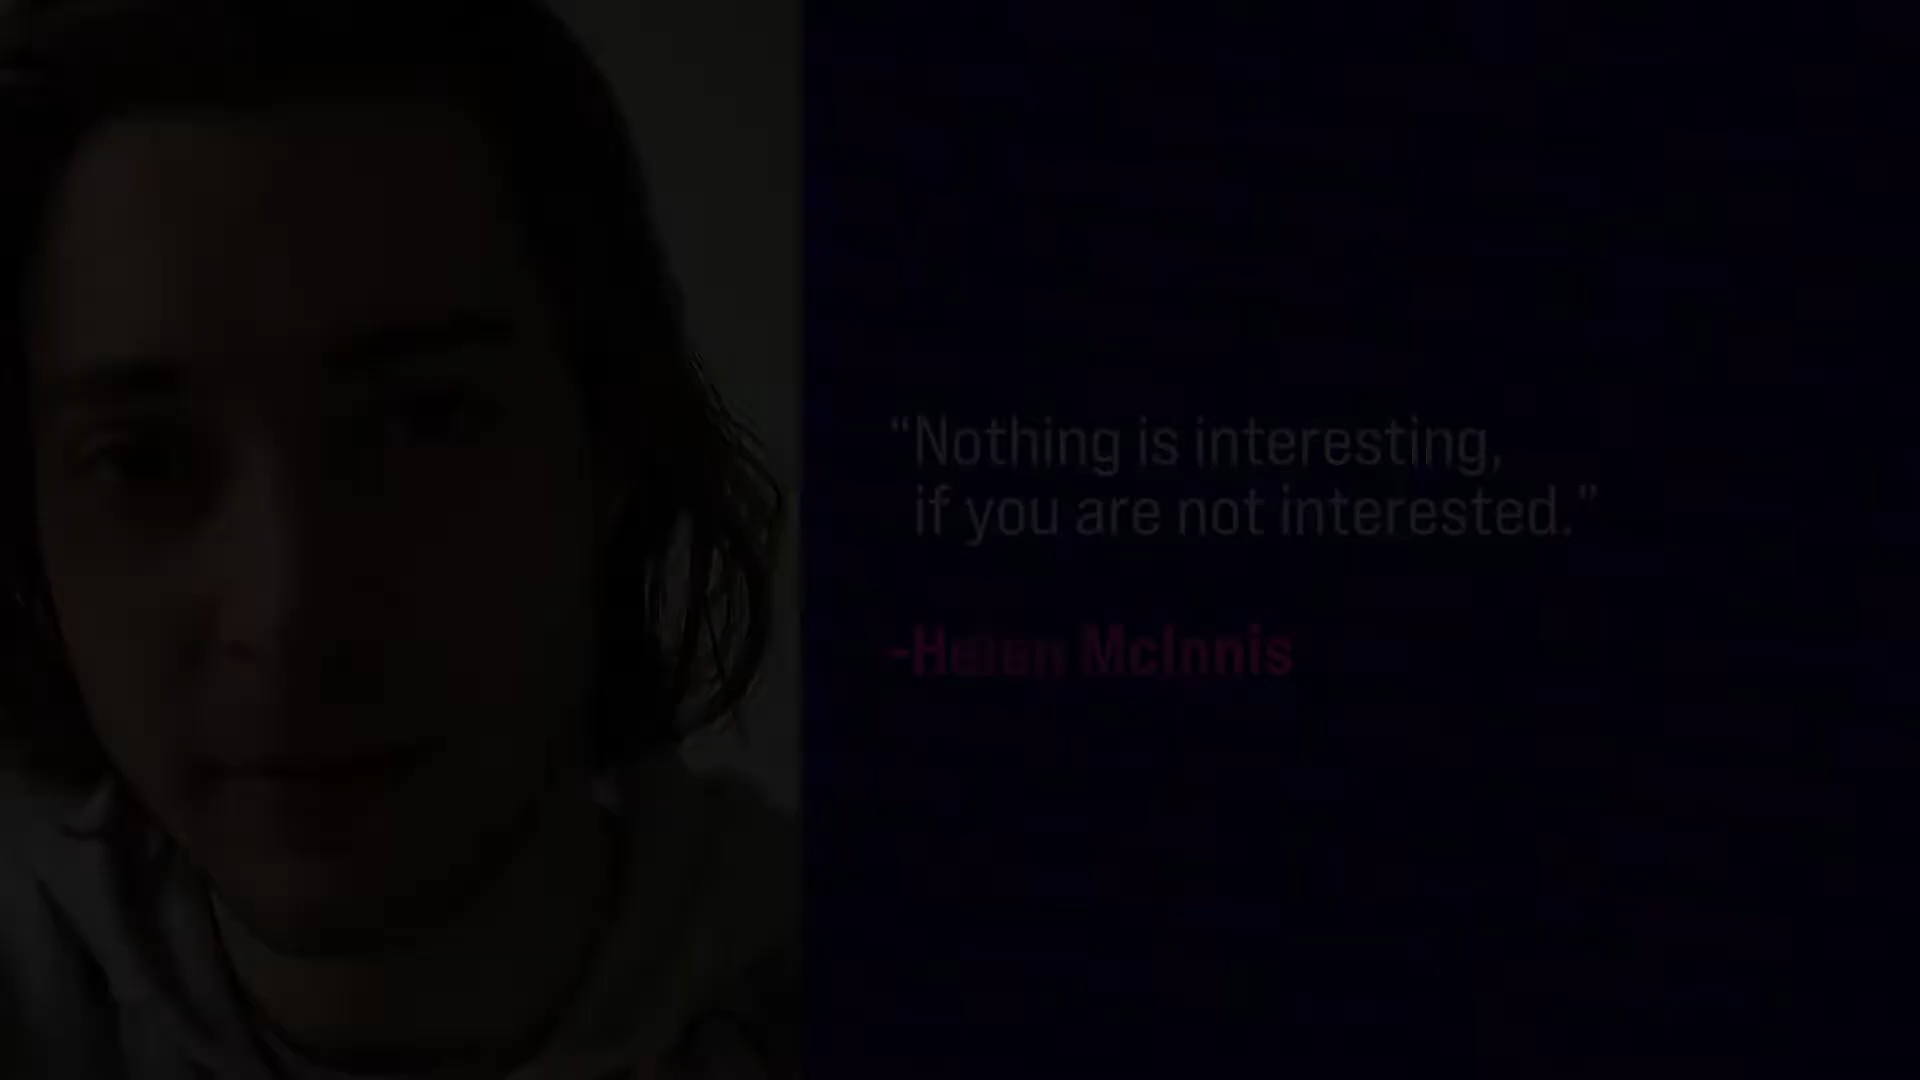 “Nothing is interesting,
if you are not interested.”
-Helen McInnis